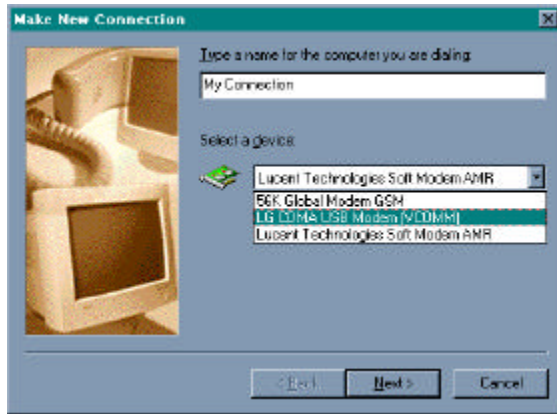 Make New Connection
Type a name for the computer you are dialing:
My Connection
Select a device:
Lucent Technologies Soft Modem AMR
56K Global Modem GSM
LG CDMA USB Modem (VCOMM)
Lucent Technologies Soft Modem AMR
< Back
Next >
Cancel